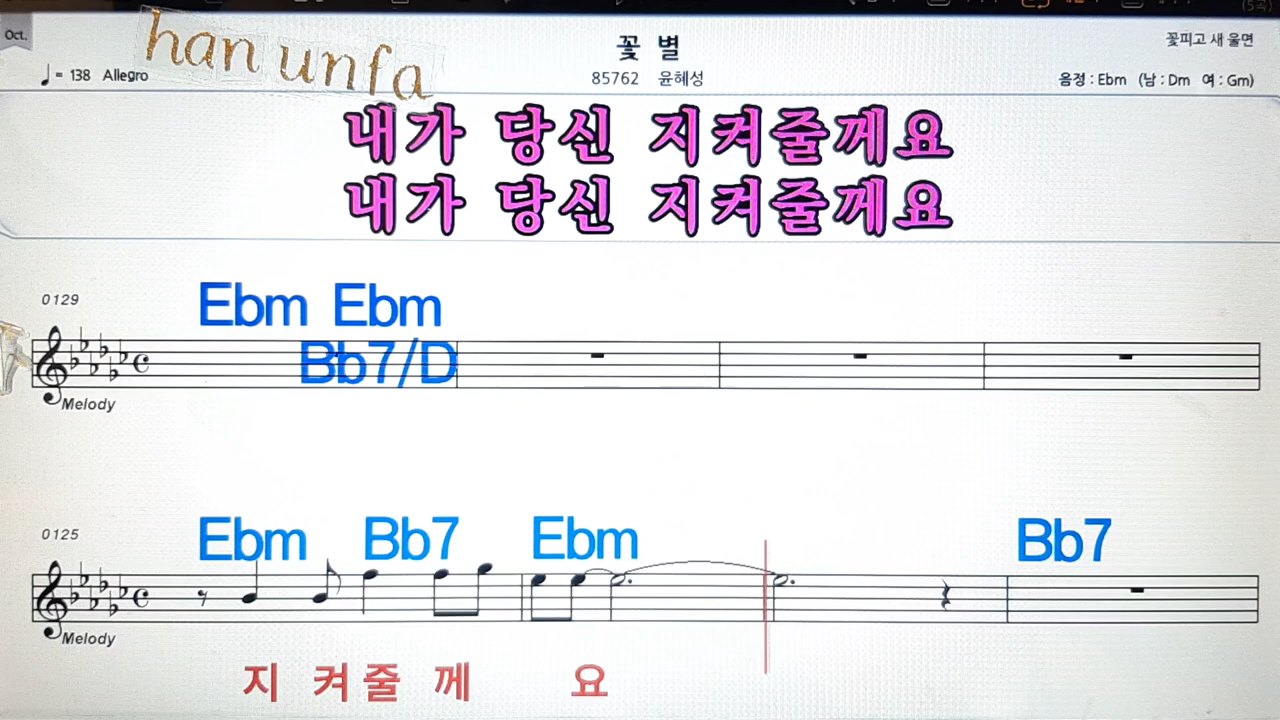 Oct.
han unfa
꽃 별
꽃피고 새 울면
♩= 138 Allegro
85762 윤혜성
음정 : Ebm (남 : Dm 여 : Gm)
내가 당신 지켜줄께요
내가 당신 지켜줄께요
0129
Ebm Ebm
Bb7/D
Melody
0125
Ebm Bb7 Ebm Bb7
Melody
지 켜 줄 께 요